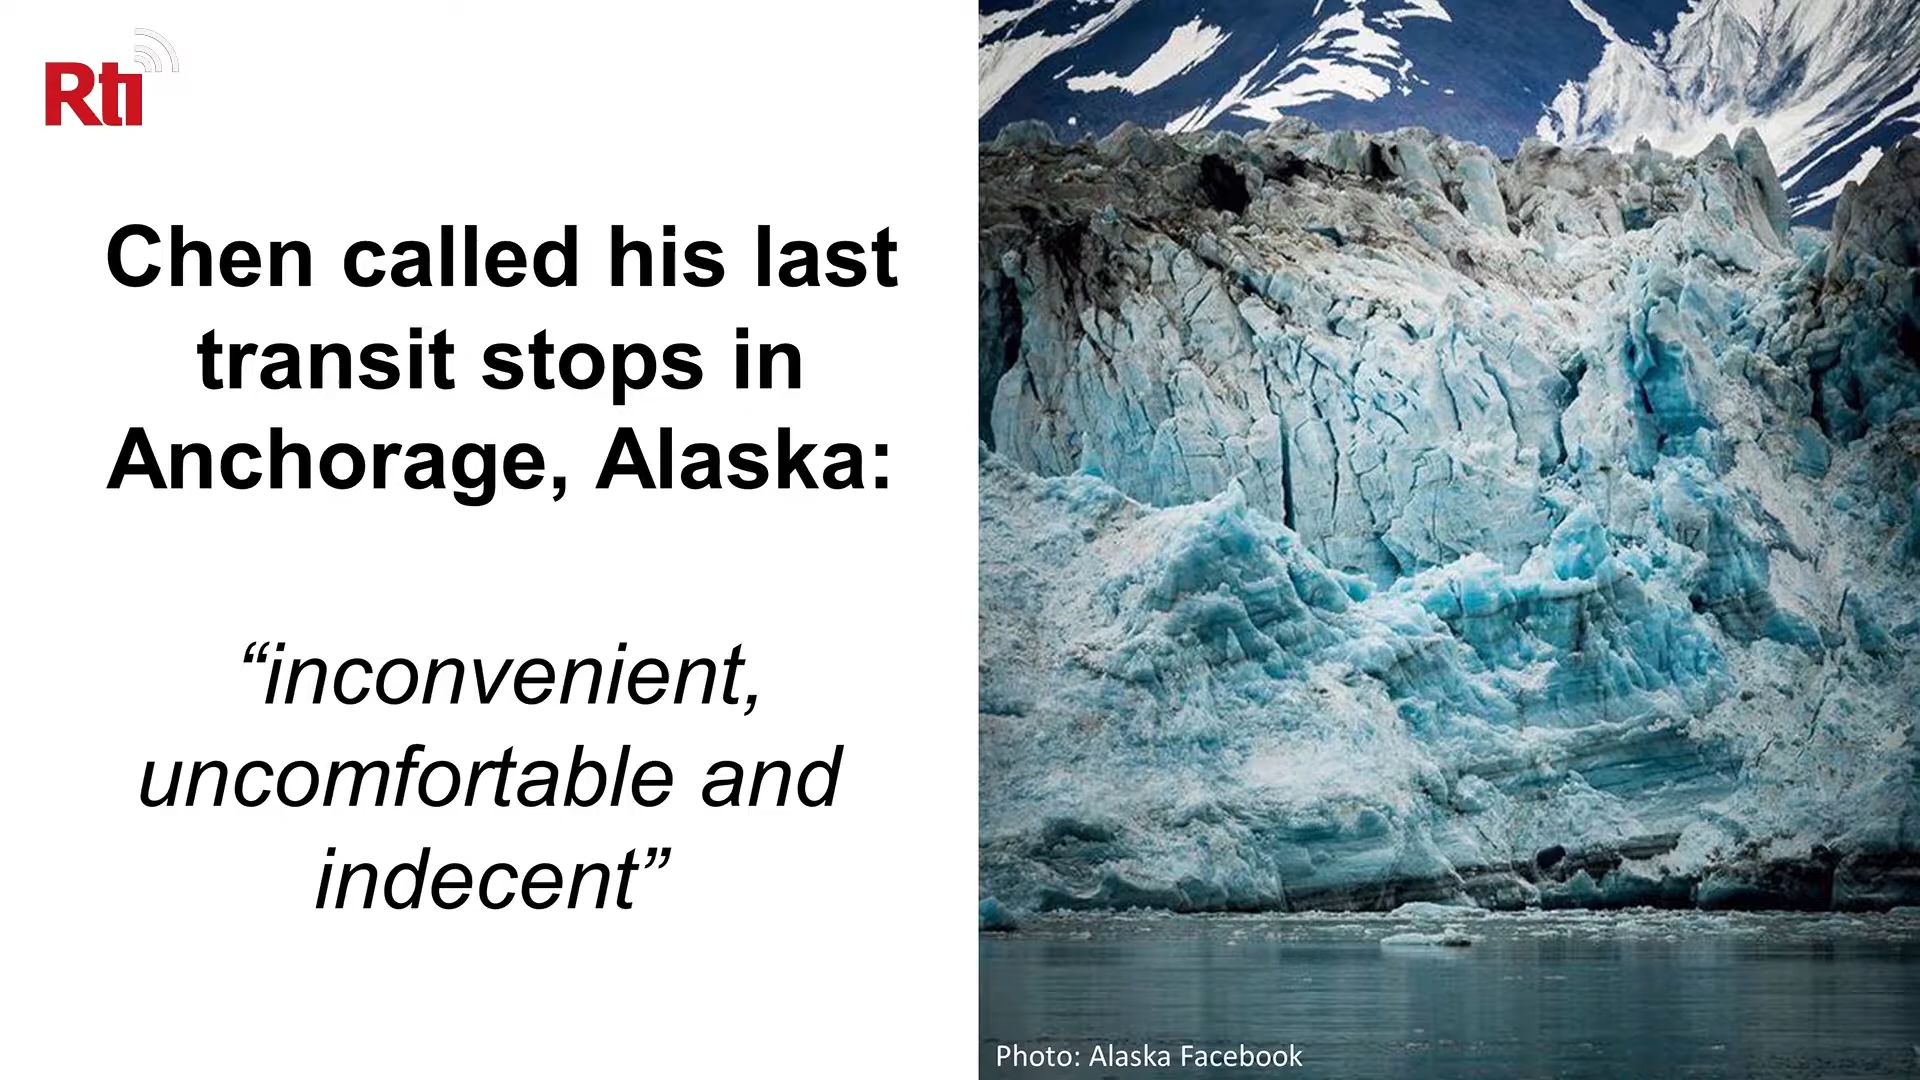 Rti
Chen called his last
transit stops in
Anchorage, Alaska:
“inconvenient,
uncomfortable and
indecent”
Photo: Alaska Facebook